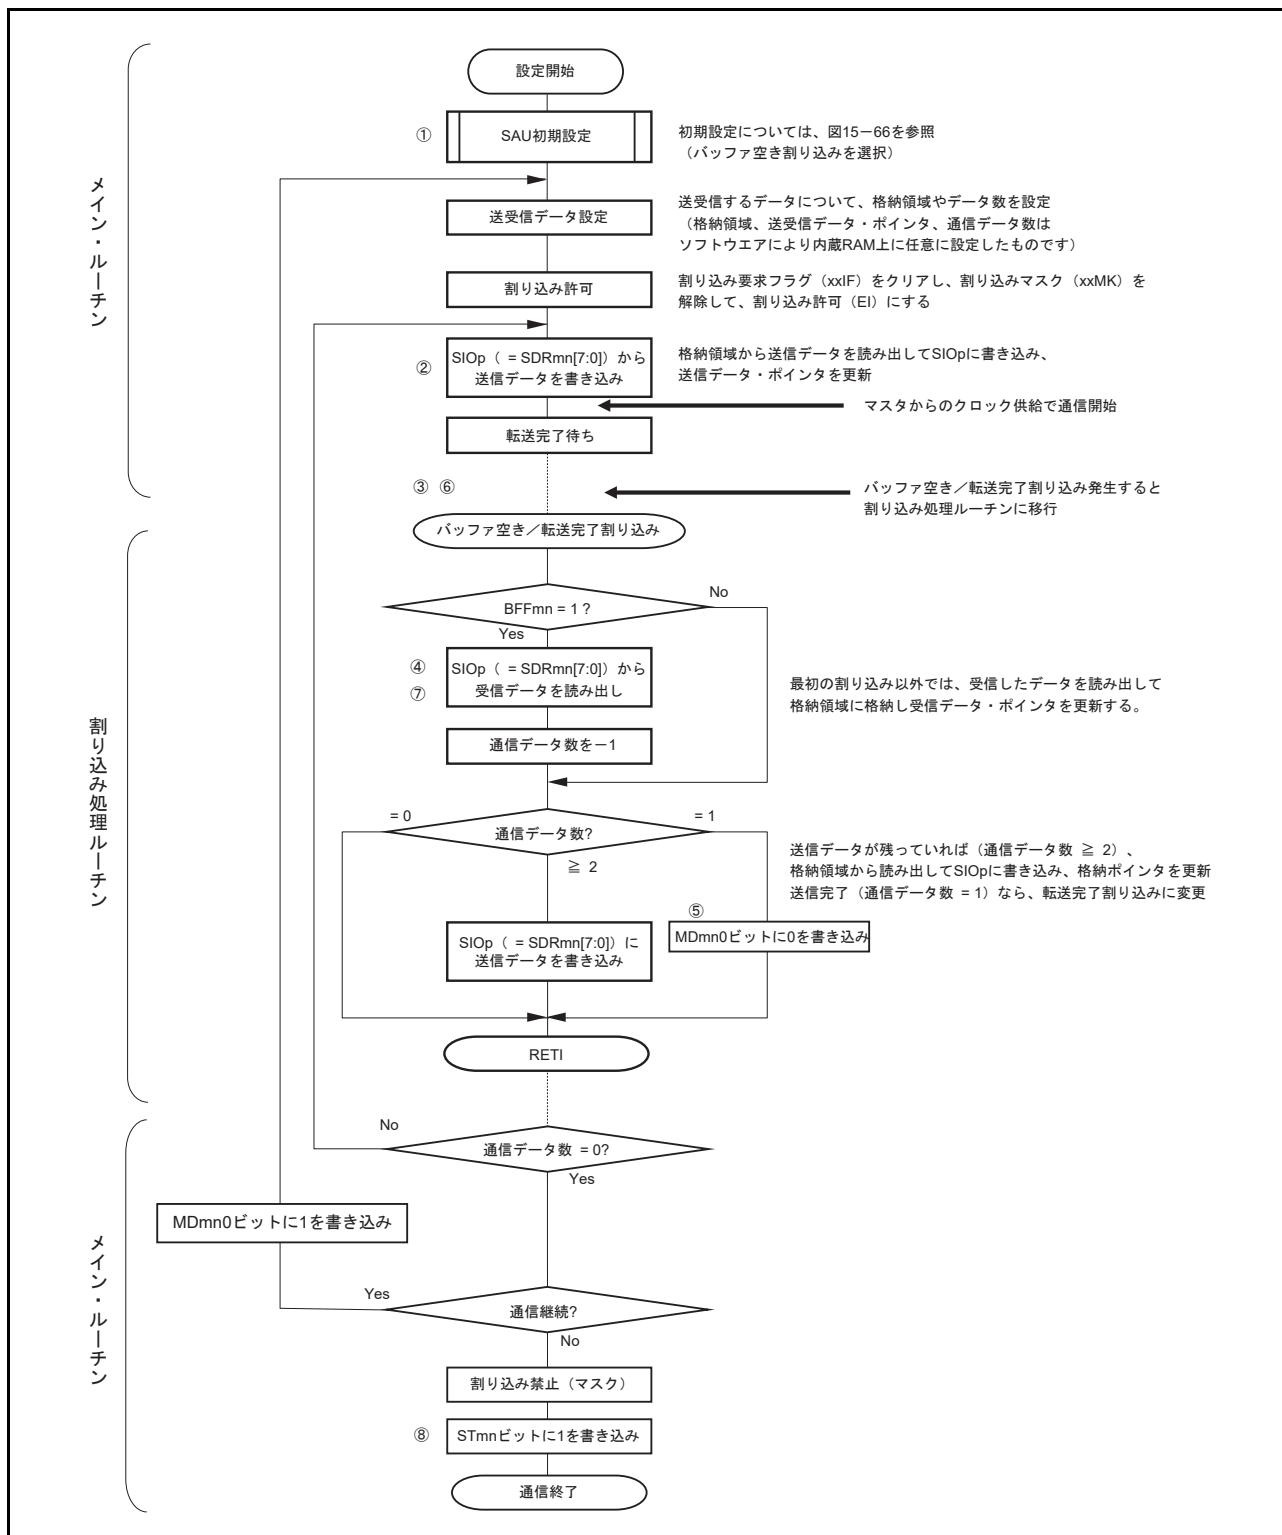 メイン・ルーチン
設定開始
①
SAU初期設定
初期設定については、図15-66を参照
（バッファ空き割り込みを選択）
送受信データ設定
送受信するデータについて、格納領域やデータ数を設定
（格納領域、送受信データ・ポインタ、通信データ数は
ソフトウエアにより内蔵RAM上に任意に設定したものです）
割り込み許可
割り込み要求フラグ（xxIF）をクリアし、割り込みマスク（xxMK）を
解除して、割り込み許可（EI）にする
②
SIOp（ = SDRmn[7:0]）から
送信データを書き込み
格納領域から送信データを読み出してSIOpに書き込み、
送信データ・ポインタを更新
マスタからのクロック供給で通信開始
転送完了待ち
③ ⑥
バッファ空き／転送完了割り込み発生すると
割り込み処理ルーチンに移行
割り込み処理ルーチン
バッファ空き／転送完了割り込み
BFFmn = 1 ?
No
Yes
④
⑦
SIOp（ = SDRmn[7:0]）から
受信データを読み出し
最初の割り込み以外では、受信したデータを読み出して
格納領域に格納し受信データ・ポインタを更新する。
通信データ数を－1
= 0
通信データ数?
= 1
≧ 2
送信データが残っていれば（通信データ数 ≧ 2）、
格納領域から読み出してSIOpに書き込み、格納ポインタを更新
送信完了（通信データ数 = 1）なら、転送完了割り込みに変更
⑤
MDmn0ビットに0を書き込み
SIOp（ = SDRmn[7:0]）に
送信データを書き込み
RETI
メイン・ルーチン
No
通信データ数 = 0?
Yes
MDmn0ビットに1を書き込み
Yes
通信継続?
No
割り込み禁止（マスク）
⑧
STmnビットに1を書き込み
通信終了